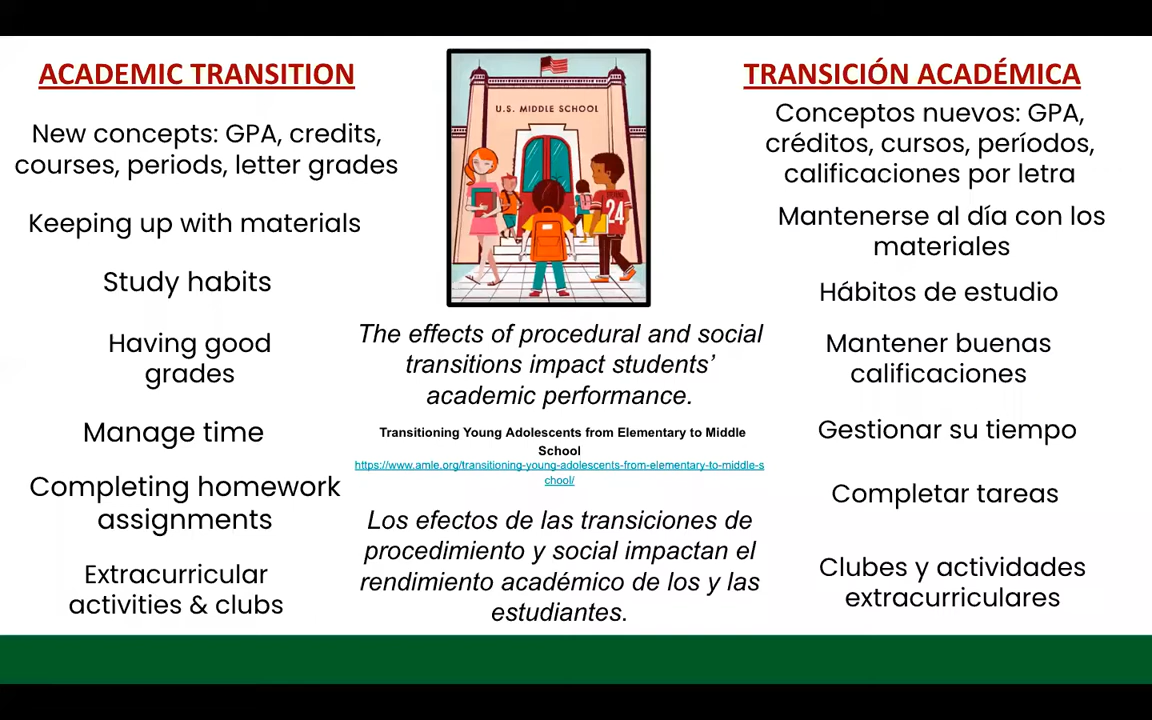 ACADEMIC TRANSITION
New concepts: GPA, credits,
courses, periods, letter grades
Keeping up with materials
Study habits
Having good
grades
Manage time
Completing homework
assignments
Extracurricular
activities & clubs
U.S. MIDDLE SCHOOL
24
The effects of procedural and social
transitions impact students’
academic performance.
Transitioning Young Adolescents from Elementary to Middle
School
https://www.amle.org/transitioning-young-adolescents-from-elementary-to-middle-s
chool/
Los efectos de las transiciones de
procedimiento y social impactan el
rendimiento académico de los y las
estudiantes.
TRANSICIÓN ACADÉMICA
Conceptos nuevos: GPA,
créditos, cursos, períodos,
calificaciones por letra
Mantenerse al día con los
materiales
Hábitos de estudio
Mantener buenas
calificaciones
Gestionar su tiempo
Completar tareas
Clubes y actividades
extracurriculares